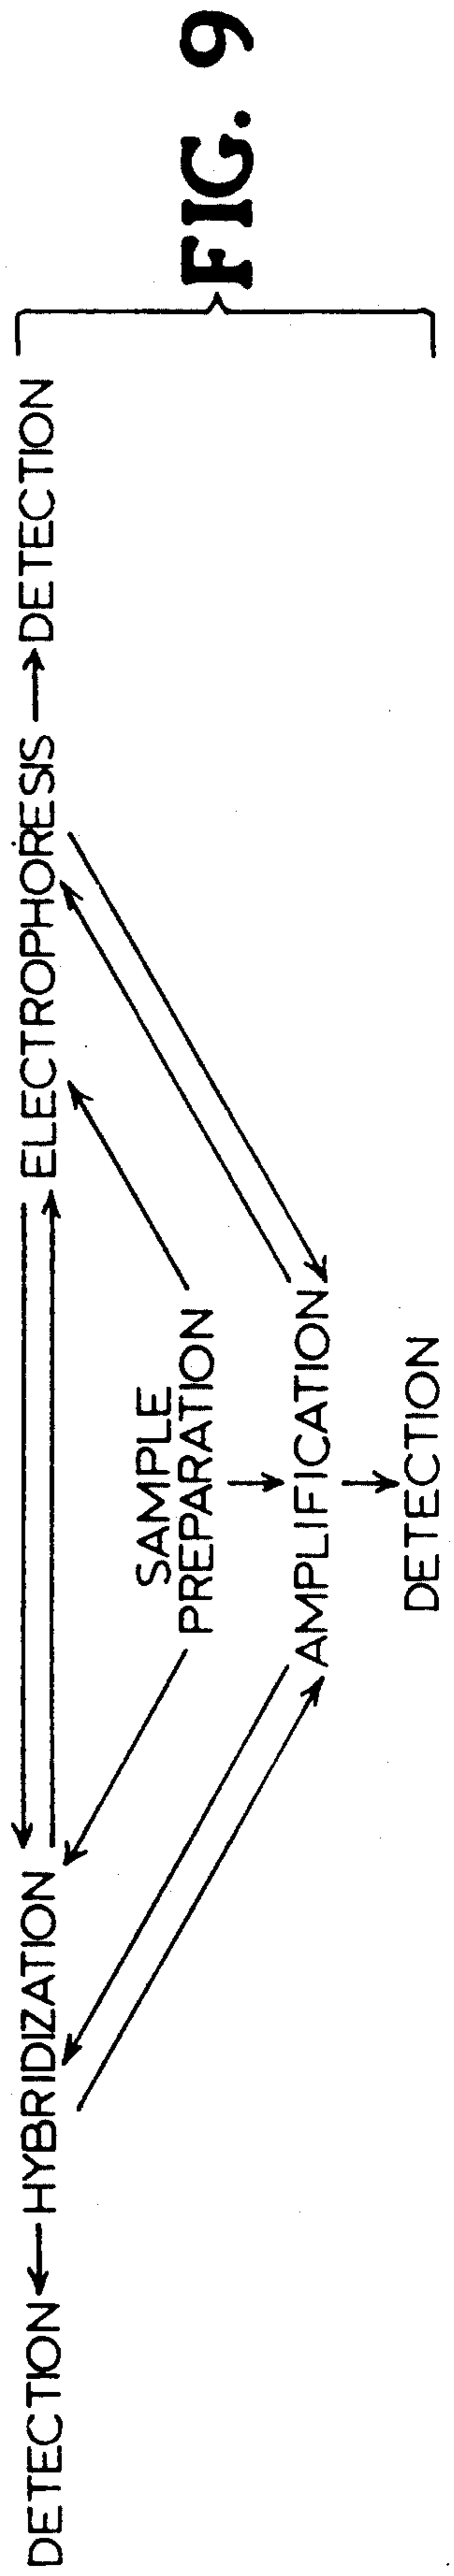 DETECTION HYBRIDIZATION ELECTROPHORESIS DETECTION
SAMPLE
PREPARATION
AMPLIFICATION
DETECTION
FIG. 9